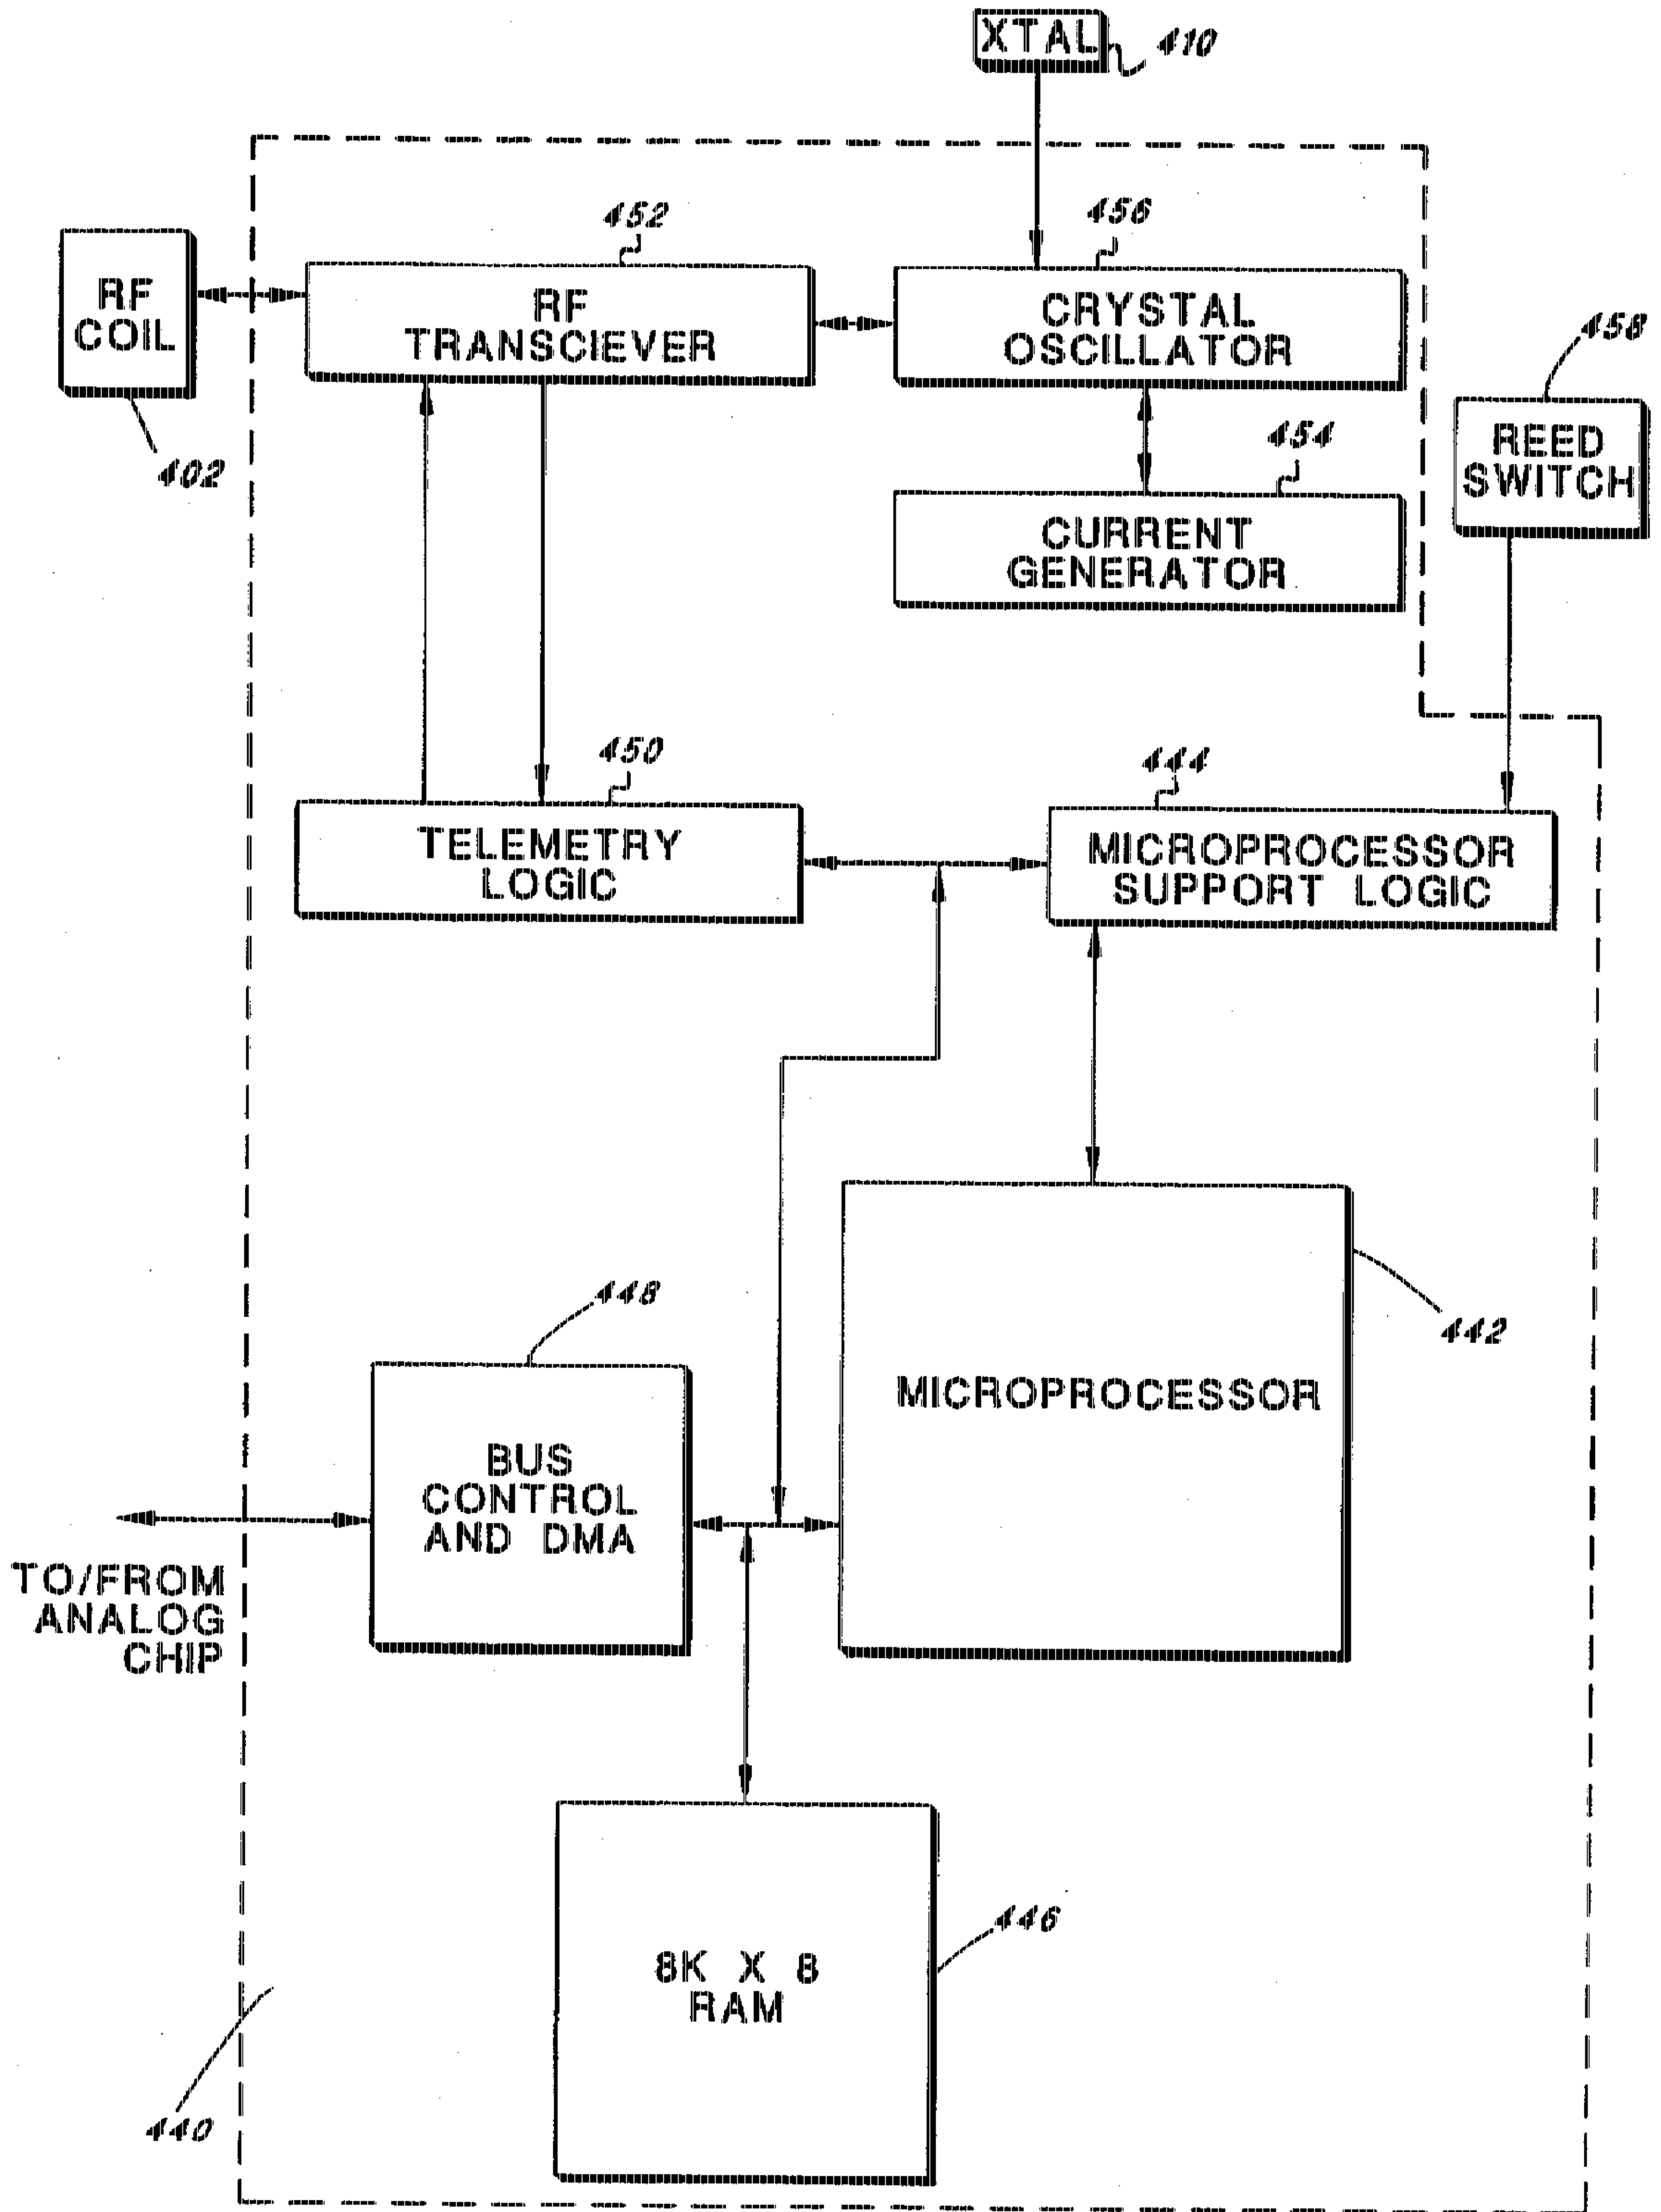 XTAL 410
452
456
RF
COIL
RF
TRANSCIEVER
CRYSTAL
OSCILLATOR
458
402
454
REED
SWITCH
CURRENT
GENERATOR
450
444
TELEMETRY
LOGIC
MICROPROCESSOR
SUPPORT LOGIC
448
442
MICROPROCESSOR
BUS
CONTROL
AND DMA
TO/FROM
ANALOG
CHIP
446
8K X 8
RAM
440